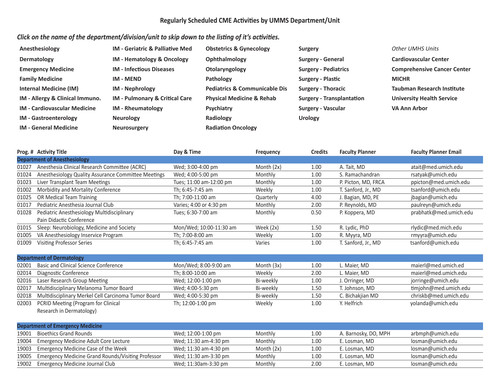 Regularly Scheduled CME Activities by UMMS Department/Unit
Click on the name of the department/division/unit to skip down to the listing of it's activities.
Anesthesiology IM - Geriatric & Palliative Med Obstetrics & Gynecology Surgery Other UMHS Units
Dermatology IM - Hematology & Oncology Ophthalmology Surgery - General Cardiovascular Center
Emergency Medicine IM - Infectious Diseases Otolaryngology Surgery - Pediatrics Comprehensive Cancer Center
Family Medicine IM - MEND Pathology Surgery - Plastic MICHR
Internal Medicine (IM) IM - Nephrology Pediatrics & Communicable Dis Surgery - Thoracic Taubman Research Institute
IM - Allergy & Clinical Immuno. IM - Pulmonary & Critical Care Physical Medicine & Rehab Surgery - Transplantation University Health Service
IM - Cardiovascular Medicine IM - Rheumatology Psychiatry Surgery - Vascular VA Ann Arbor
IM - Gastroenterology Neurology Radiology Urology
IM - General Medicine Neurosurgery Radiation Oncology
Prog. # Activity Title Day & Time Frequency Credits Faculty Planner Faculty Planner Email
Department of Anesthesiology
01027 Anesthesia Clinical Research Committee (ACRC) Wed; 3:00-4:00 pm Month (2x) 1.00 A. Tait, MD atait@med.umich.edu
01024 Anesthesiology Quality Assurance Committee Meetings Wed; 4:00-5:00 pm Monthly 1.00 S. Ramachandran rsatyak@umich.edu
01023 Liver Transplant Team Meetings Tues; 11:00 am-12:00 pm Monthly 1.00 P. Picton, MD, FRCA ppicton@med.umich.edu
01002 Morbidity and Mortality Conference Th; 6:45-7:45 am Weekly 1.00 T. Sanford, Jr., MD tsanford@umich.edu
01025 OR Medical Team Training Th; 7:00-11:00 am Quarterly 4.00 J. Bagian, MD, PE jbagian@umich.edu
01017 Pediatric Anesthesia Journal Club Varies; 4:00 or 4:30 pm Monthly 2.00 P. Reynolds, MD paulreyn@umich.edu
01028 Pediatric Anesthesiology Multidisciplinary Tues; 6:30-7:00 am Monthly 0.50 P. Koppera, MD prabhatk@med.umich.edu
Pain Didactic Conference
01015 Sleep: Neurobiology, Medicine and Society Mon/Wed; 10:00-11:30 am Week (2x) 1.50 R. Lydic, PhD rlydic@med.mich.edu
01005 VA Anesthesiology Inservice Program Th; 7:00-8:00 am Weekly 1.00 R. Myyra, MD rmyyra@umich.edu
01009 Visiting Professor Series Th; 6:45-7:45 am Varies 1.00 T. Sanford, Jr., MD tsanford@umich.edu
Department of Dermatology
02001 Basic and Clinical Science Conference Mon/Wed; 8:00-9:00 am Month (3x) 1.00 L. Maier, MD maierl@med.umich.ed
02014 Diagnostic Conference Th; 8:00-10:00 am Weekly 2.00 L. Maier, MD maierl@med.umich.ed
02016 Laser Research Group Meeting Wed; 12:00-1:00 pm Bi-weekly 1.00 J. Orringer, MD jorringe@umich.edu
02017 Multidisciplinary Melanoma Tumor Board Wed; 4:00-5:30 pm Bi-weekly 1.50 T. Johnson, MD timjohn@med.umich.edu
02018 Multidisciplinary Merkel Cell Carcinoma Tumor Board Wed; 4:00-5:30 pm Bi-weekly 1.50 C. Bichakjian MD chriskb@med.umich.edu
02003 PCRID Meeting (Program for Clinical Th; 12:00-1:00 pm Weekly 1.00 Y. Helfrich yolanda@umich.edu
Research in Dermatology)
Department of Emergency Medicine
19001 Bioethics Grand Rounds Wed; 12:00-1:00 pm Monthly 1.00 A. Barnosky, DO, MPH arbmph@umich.edu
19004 Emergency Medicine Adult Core Lecture Wed; 11:30 am-4:30 pm Monthly 1.00 E. Losman, MD losman@umich.edu
19003 Emergency Medicine Case of the Week Wed; 11:30 am-4:30 pm Month (2x) 1.00 E. Losman, MD losman@umich.edu
19005 Emergency Medicine Grand Rounds/Visiting Professor Wed; 11:30 am-3:30 pm Monthly 1.00 E. Losman, MD losman@umich.edu
19002 Emergency Medicine Journal Club Wed; 11:30am-3:30 pm Monthly 2.00 E. Losman, MD losman@umich.edu